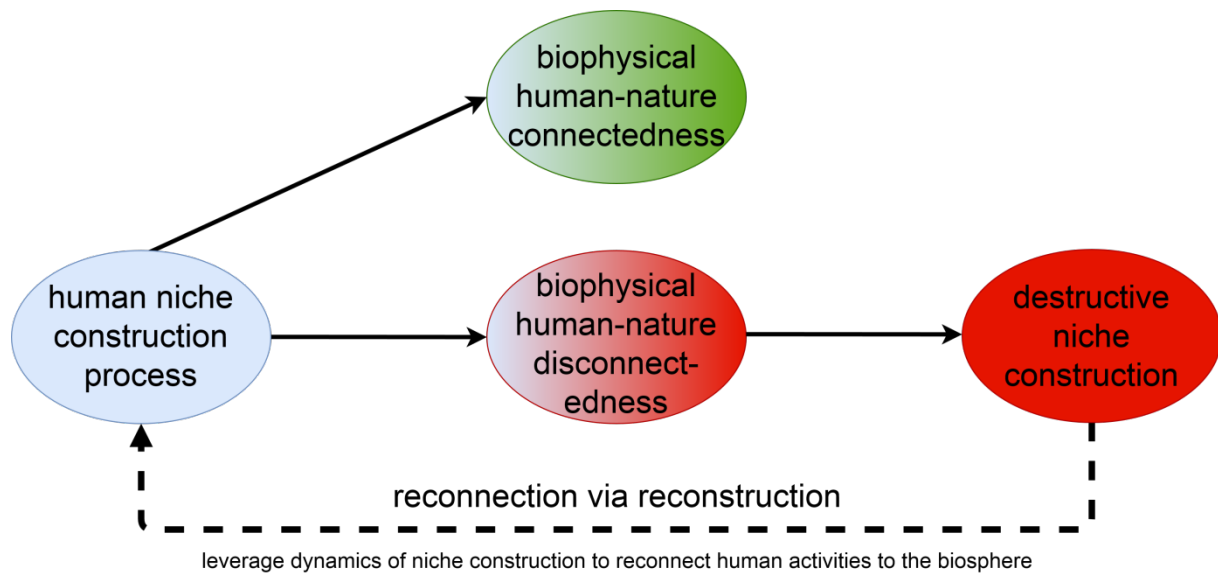 biophysical
human-nature
connectedness
human niche
construction
process
biophysical
human-nature
disconnect-
edness
destructive
niche
construction
reconnection via reconstruction
leverage dynamics of niche construction to reconnect human activities to the biosphere